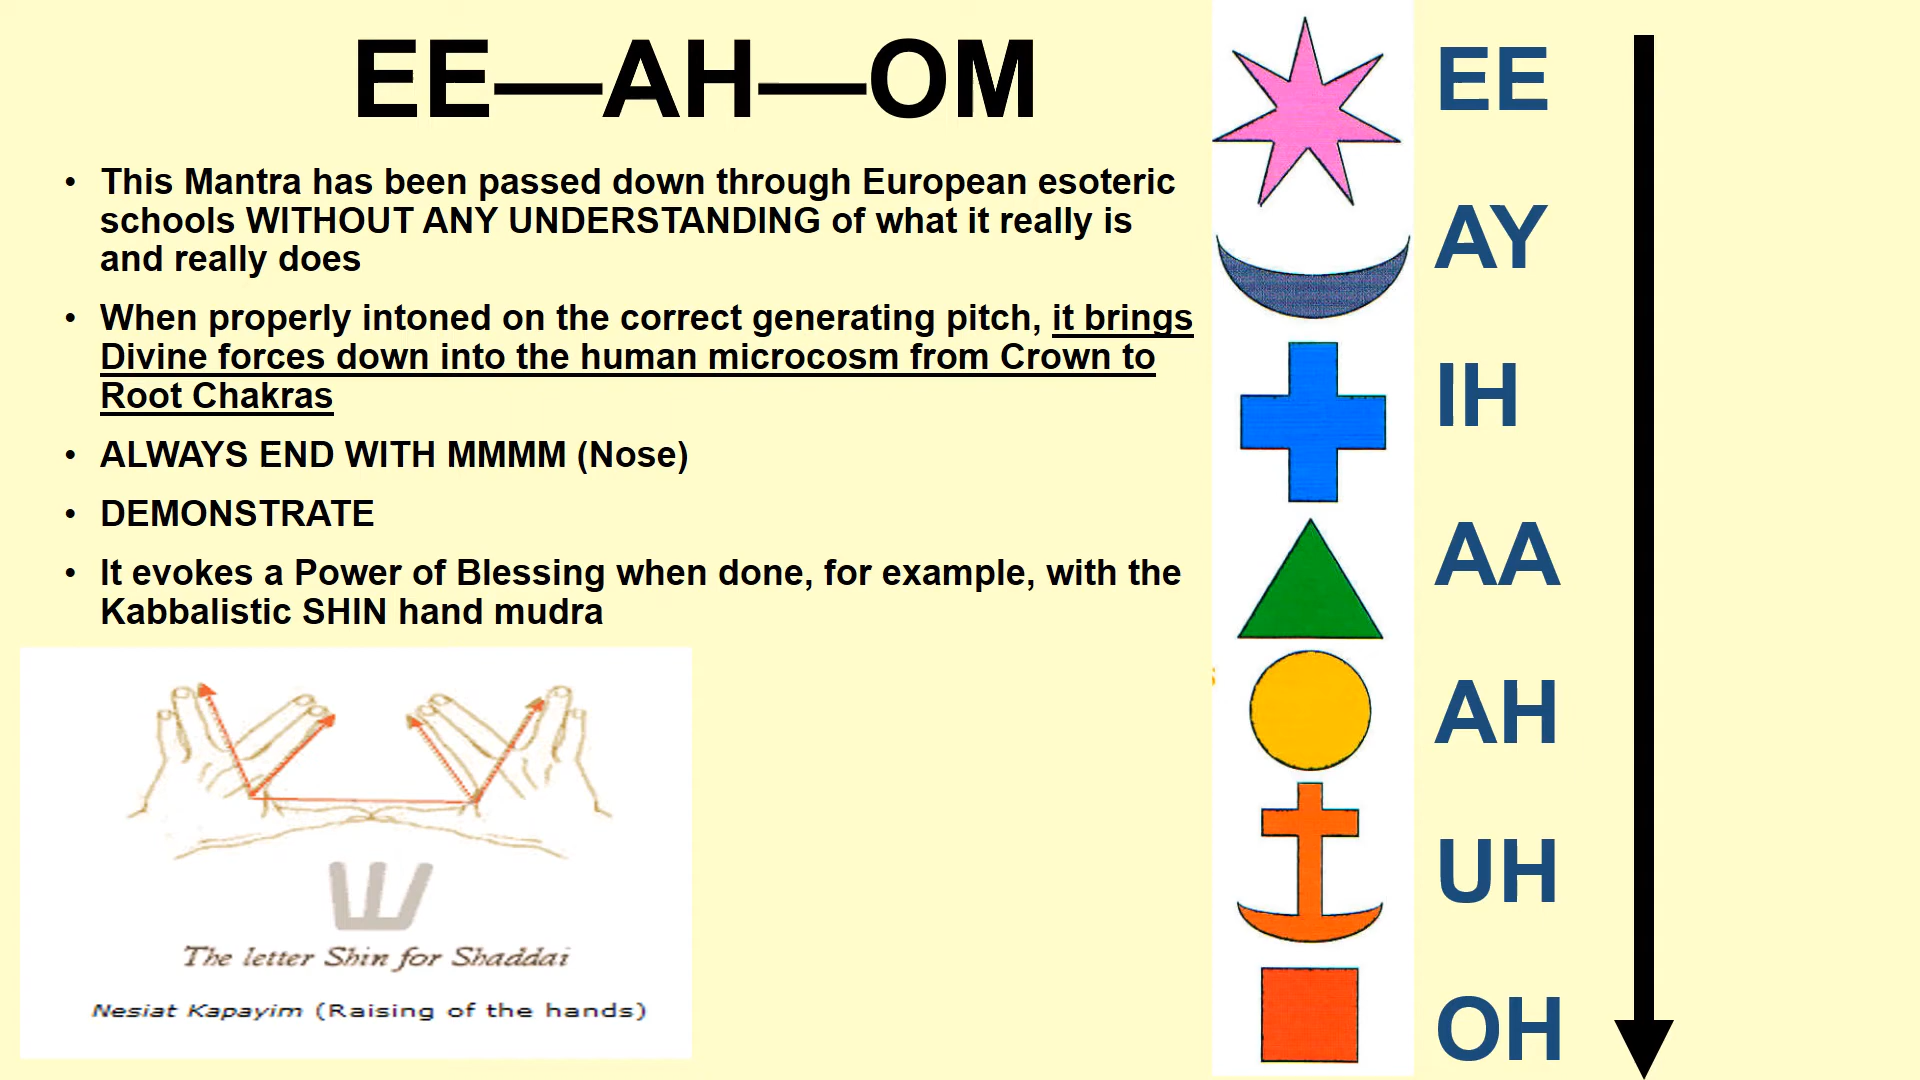 EE—AH—OM
• This Mantra has been passed down through European esoteric
schools WITHOUT ANY UNDERSTANDING of what it really is
and really does
• When properly intoned on the correct generating pitch, it brings
Divine forces down into the human microcosm from Crown to
Root Chakras
• ALWAYS END WITH MMMM (Nose)
• DEMONSTRATE
• It evokes a Power of Blessing when done, for example, with the
Kabbalistic SHIN hand mudra
ש
The letter Shin for Shaddai
Nesiat Kapayim (Raising of the hands)
EE
AY
IH
AA
AH
UH
OH